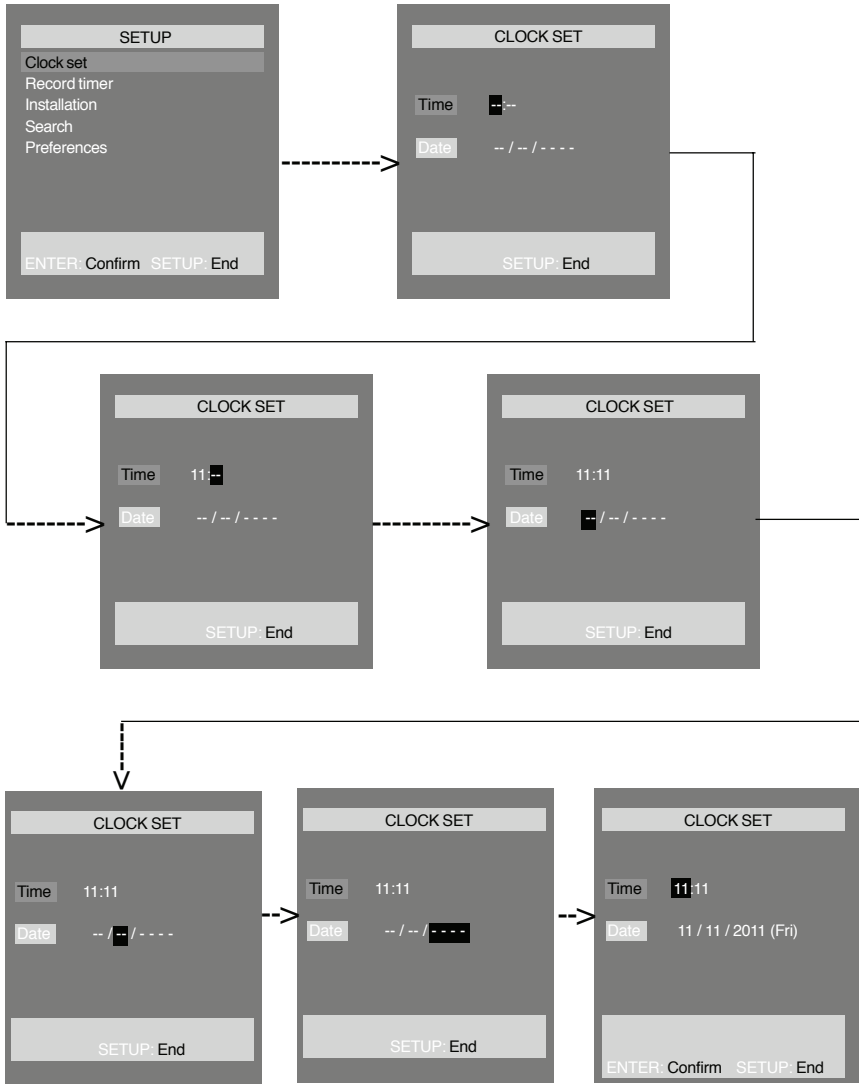 SETUP
Clock set
Record timer
Installation
Search
Preferences
ENTER: Confirm SETUP: End
CLOCK SET
Time --:--
Date -- / -- / - - - -
SETUP: End
CLOCK SET
Time 11:--
Date -- / -- / - - - -
SETUP: End
CLOCK SET
Time 11:11
Date -- / -- / - - - -
SETUP: End
CLOCK SET
Time 11:11
Date -- / -- / - - - -
SETUP: End
CLOCK SET
Time 11:11
Date -- / -- / - - - -
SETUP: End
CLOCK SET
Time 11:11
Date 11 / 11 / 2011 (Fri)
ENTER: Confirm SETUP: End